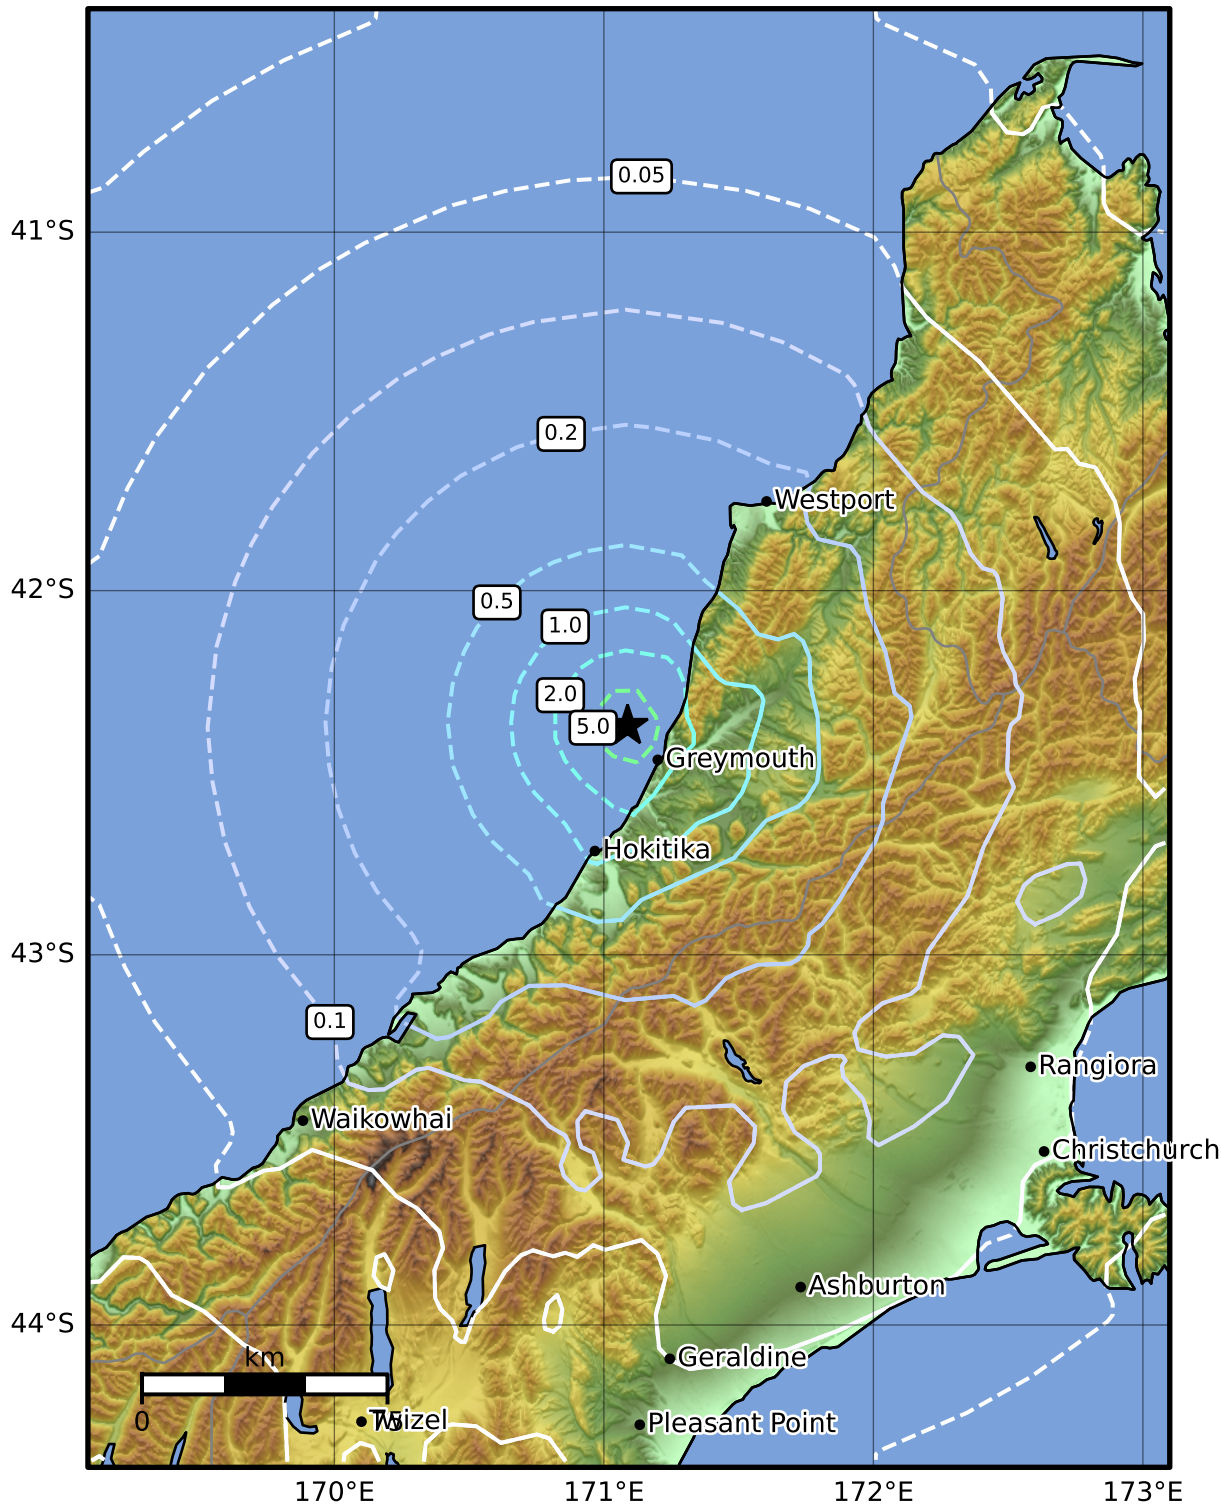 0.05
41°S
0.2
Westport
42°S
0.5
1.0
2.0
5.0
Greymouth
Hokitika
43°S
0.1
Rangiora
Waikowhai
Christchurch
Ashburton
44°S
km
Geraldine
0
75
Twizel
Pleasant Point
170°E
171°E
172°E
173°E